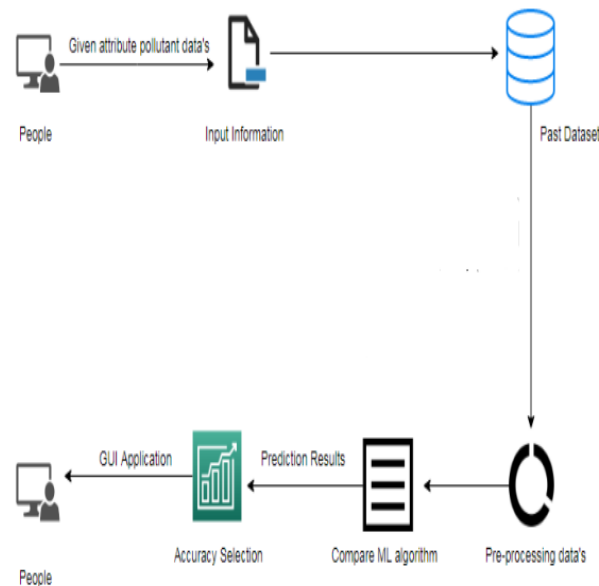 Given attribute pollutant data's
People
Input Information
Past Dataset
GUI Application
Prediction Results
People
Accuracy Selection
Compare ML algorithm
Pre-processing data's